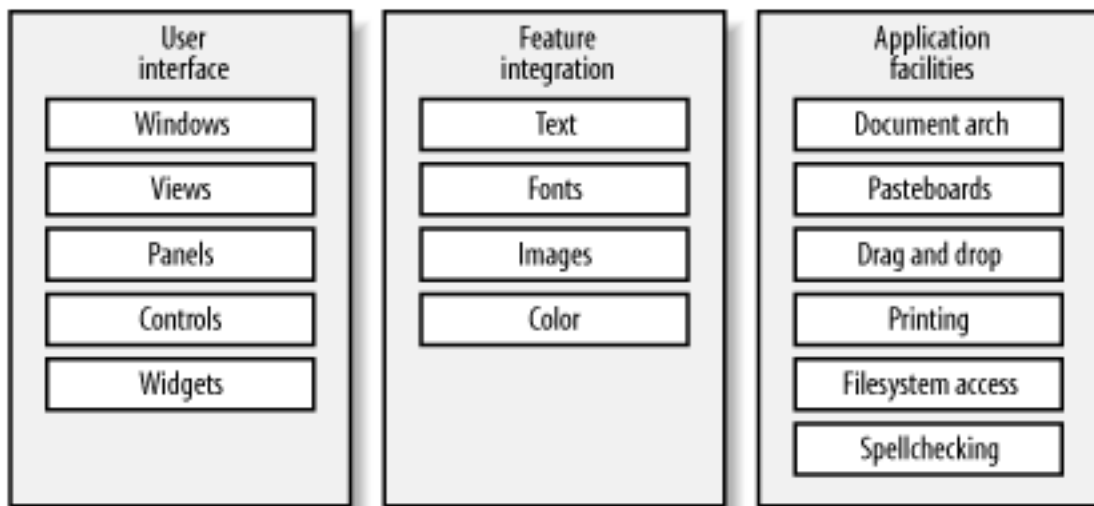 User
interface
Windows
Views
Panels
Controls
Widgets
Feature
integration
Text
Fonts
Images
Color
Application
facilities
Document arch
Pasteboards
Drag and drop
Printing
Filesystem access
Spellchecking